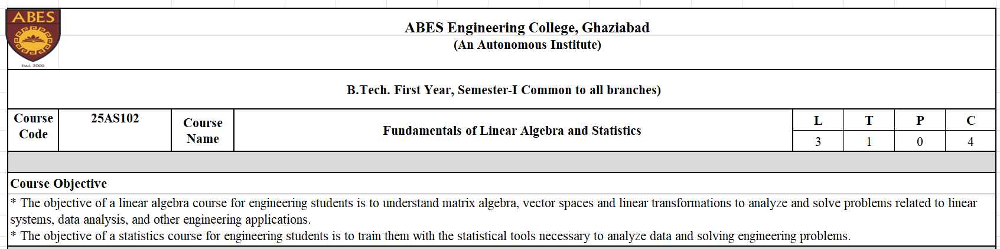 ABES
Estd. 2000
ABES Engineering College, Ghaziabad
(An Autonomous Institute)
B.Tech. First Year, Semester-I Common to all branches)
Course Code
25AS102
Course Name
Fundamentals of Linear Algebra and Statistics
L T P C
3 1 0 4
Course Objective
* The objective of a linear algebra course for engineering students is to understand matrix algebra, vector spaces and linear transformations to analyze and solve problems related to linear
systems, data analysis, and other engineering applications.
* The objective of a statistics course for engineering students is to train them with the statistical tools necessary to analyze data and solving engineering problems.